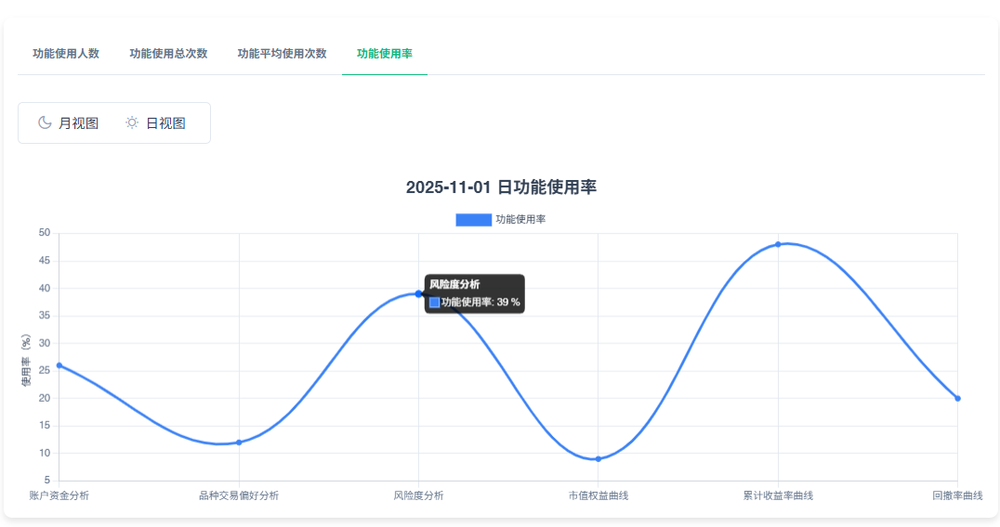 功能使用人数 功能使用总次数 功能平均使用次数 功能使用率
月视图 日视图
2025-11-01 日功能使用率
功能使用率
使用率（%）
50
45
40
35
30
25
20
15
10
5
风险度分析
功能使用率: 39 %
账户资金分析 品种交易偏好分析 风险度分析 市值权益曲线 累计收益率曲线 回撤率曲线